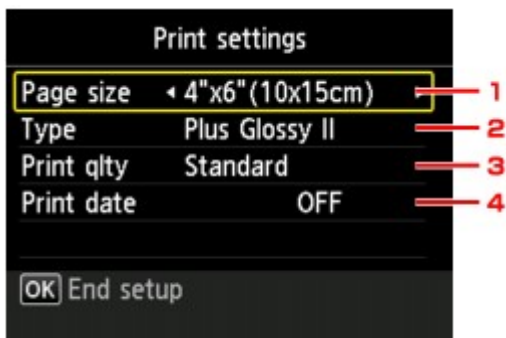 Print settings
Page size 4"x6"(10x15cm) 1
Type Plus Glossy II 2
Print qlty Standard 3
Print date OFF 4
OK End setup